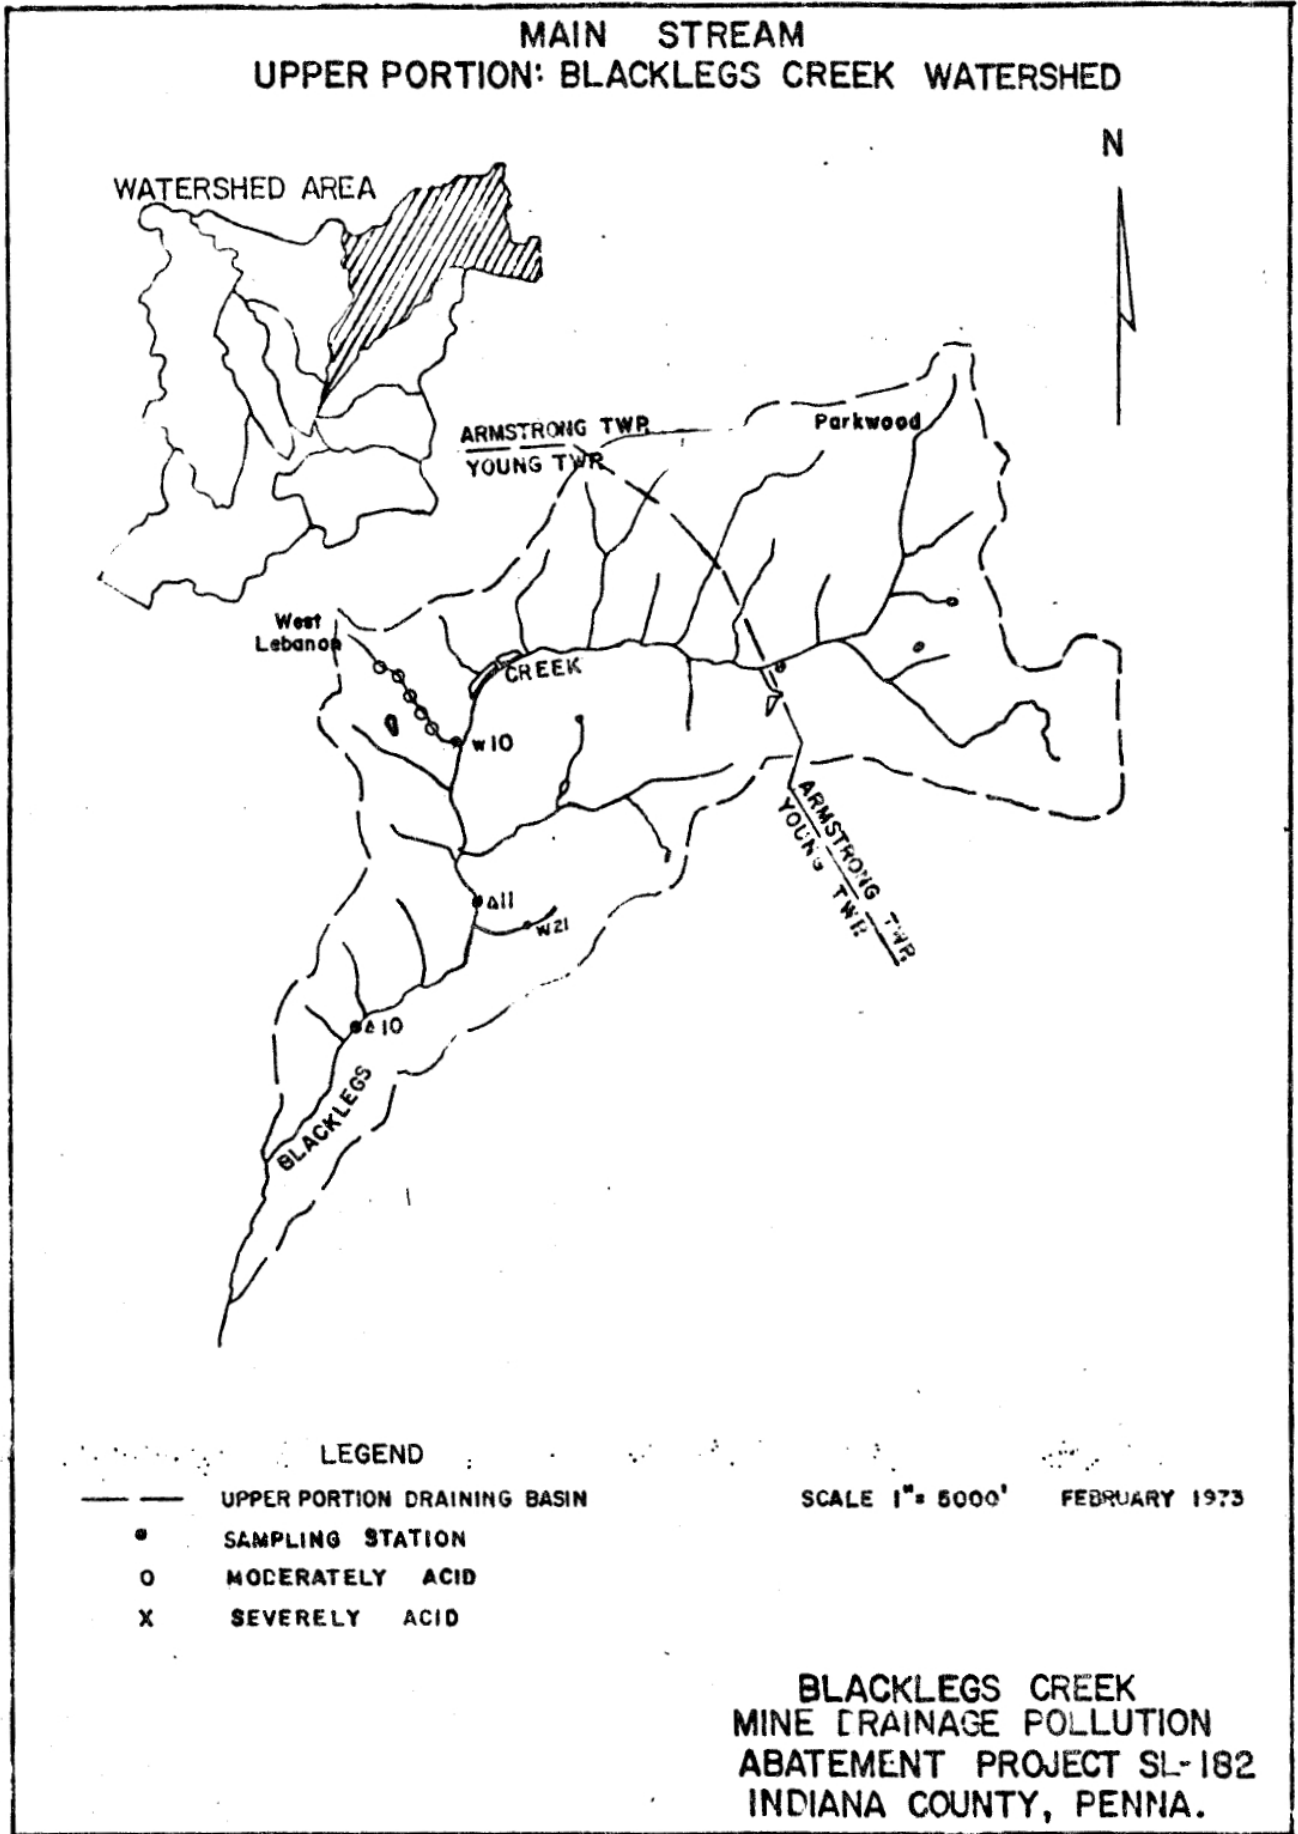 MAIN STREAM
UPPER PORTION: BLACKLEGS CREEK WATERSHED
N
WATERSHED AREA
Parkwood
ARMSTRONG TWP.
YOUNG TWP.
West
Lebanon
CREEK
W10
ARMSTRONG TWP.
YOUNG TWP.
Δ11
W21
Δ10
BLACKLEGS
LEGEND
UPPER PORTION DRAINING BASIN
SCALE 1"= 5000' FEBRUARY 1973
SAMPLING STATION
O MODERATELY ACID
X SEVERELY ACID
BLACKLEGS CREEK
MINE DRAINAGE POLLUTION
ABATEMENT PROJECT SL-182
INDIANA COUNTY, PENNA.